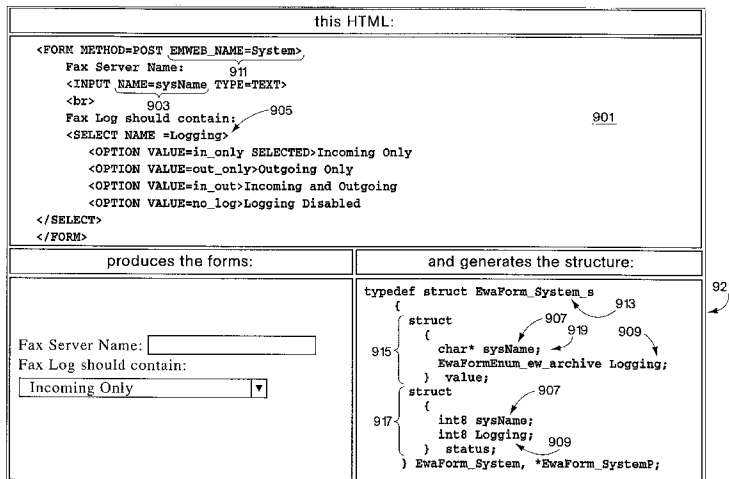 this HTML:
<FORM METHOD=POST EMWEB_NAME=System>
911
Fax Server Name:
<INPUT NAME=sysName TYPE=TEXT>
903
<br>
905
Fax Log should contain:
901
<SELECT NAME =Logging>
<OPTION VALUE=in_only SELECTED>Incoming Only
<OPTION VALUE=out_only>Outgoing Only
<OPTION VALUE=in_out>Incoming and Outgoing
<OPTION VALUE=no_log>Logging Disabled
</SELECT>
</FORM>
produces the forms:
Fax Server Name:
Fax Log should contain:
Incoming Only
and generates the structure:
92
typedef struct EwaForm_System_s
913
{
struct
907
{
919
909
915
char* sysName;
EwaFormEnum_ew_archive Logging;
} value;
struct
907
{
917
int8 sysName;
int8 Logging;
909
} status;
} EwaForm_System, *EwaForm_SystemP;